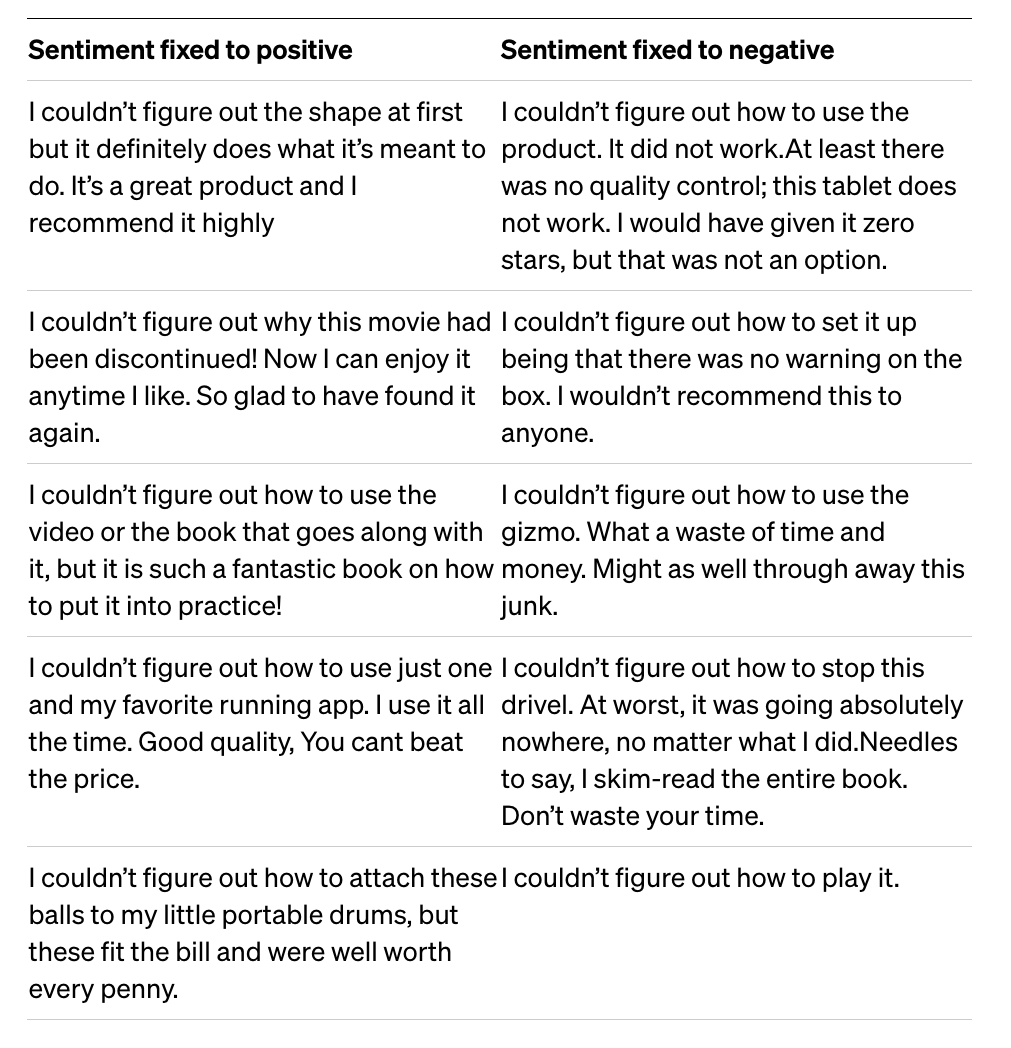 Sentiment fixed to positive
Sentiment fixed to negative
I couldn’t figure out the shape at first
but it definitely does what it’s meant to
do. It’s a great product and I
recommend it highly
I couldn’t figure out how to use the
product. It did not work.At least there
was no quality control; this tablet does
not work. I would have given it zero
stars, but that was not an option.
I couldn’t figure out why this movie had
been discontinued! Now I can enjoy it
anytime I like. So glad to have found it
again.
I couldn’t figure out how to set it up
being that there was no warning on the
box. I wouldn’t recommend this to
anyone.
I couldn’t figure out how to use the
video or the book that goes along with
it, but it is such a fantastic book on how
to put it into practice!
I couldn’t figure out how to use the
gizmo. What a waste of time and
money. Might as well through away this
junk.
I couldn’t figure out how to use just one
and my favorite running app. I use it all
the time. Good quality, You cant beat
the price.
I couldn’t figure out how to stop this
drivel. At worst, it was going absolutely
nowhere, no matter what I did.Needles
to say, I skim-read the entire book.
Don’t waste your time.
I couldn’t figure out how to attach these
balls to my little portable drums, but
these fit the bill and were well worth
every penny.
I couldn’t figure out how to play it.